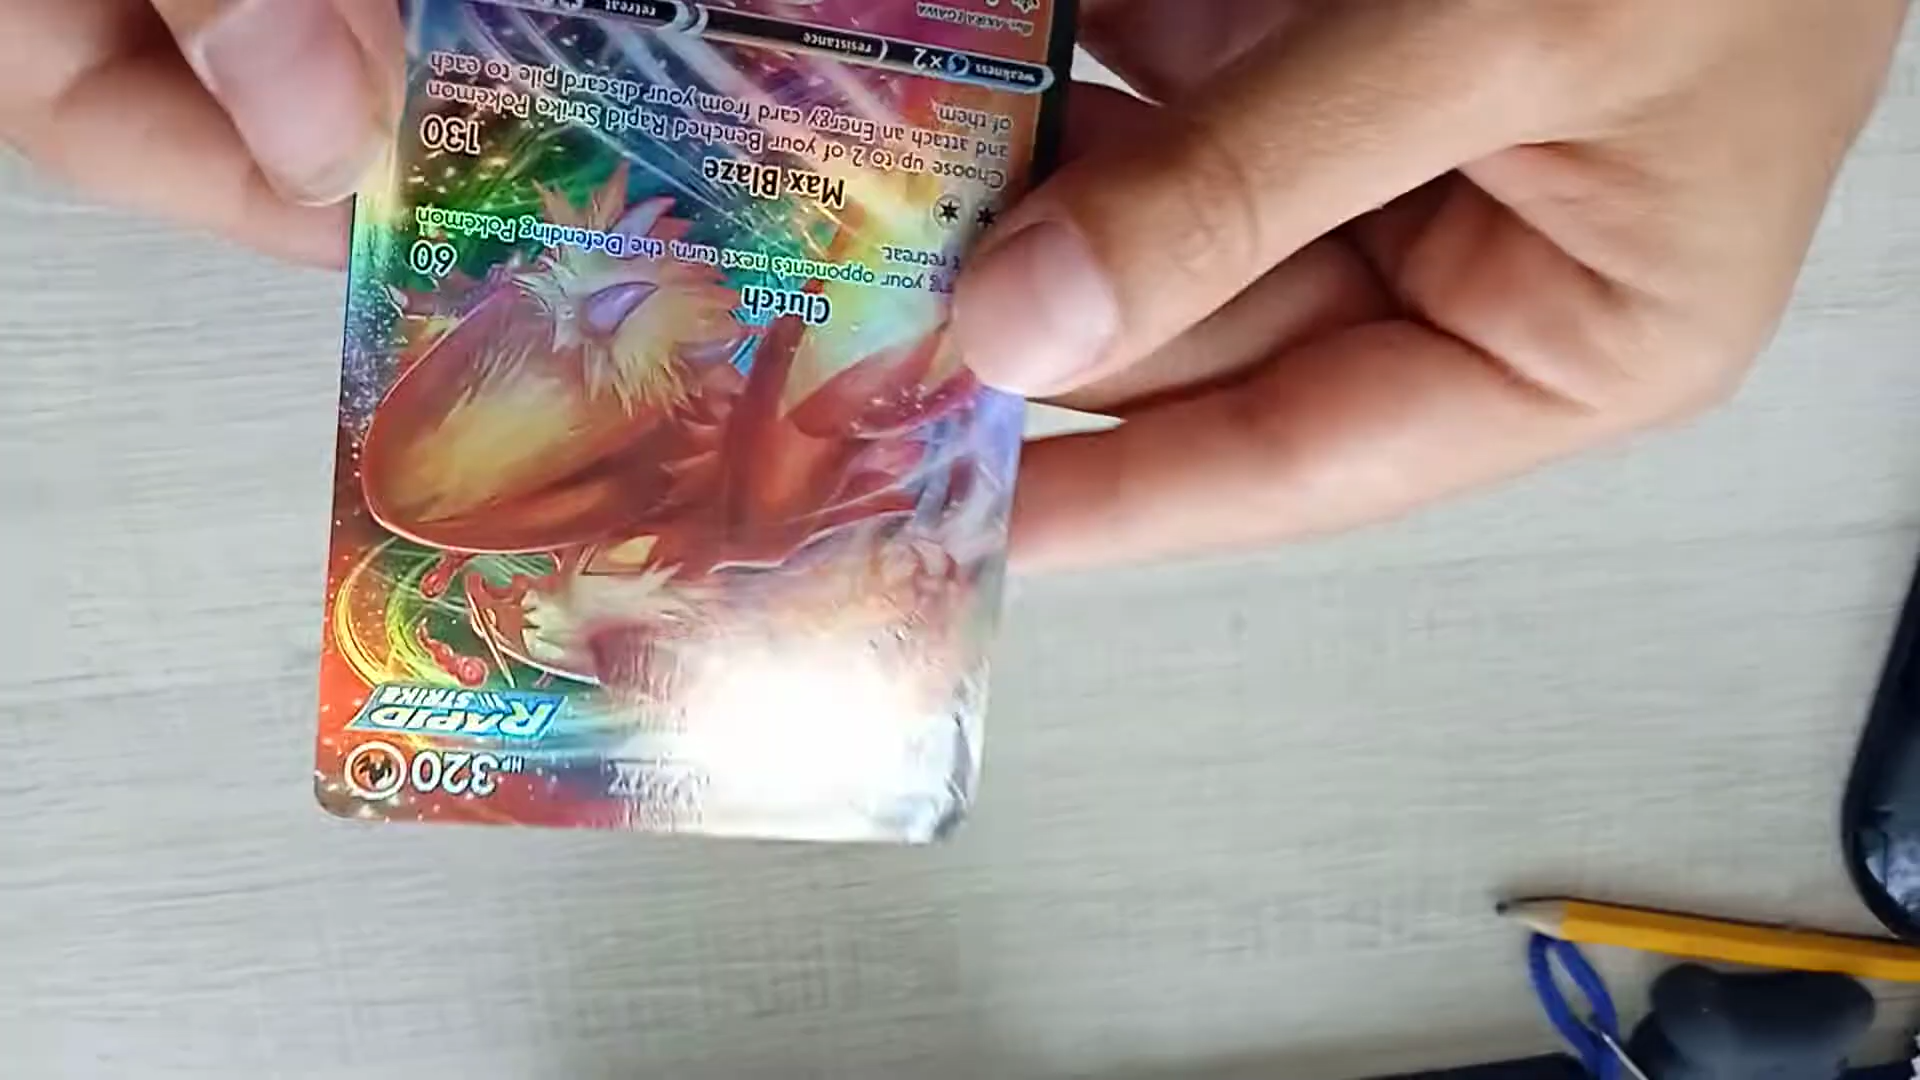 HP 320
RAPID
STRIKE
Clutch 60
your opponent's next turn, the Defending Pokémon
retreat.
Max Blaze 130
Choose up to 2 of your Benched Rapid Strike Pokémon
and attach an Energy card from your discard pile to each
of them.
weakness ×2 resistance retreat